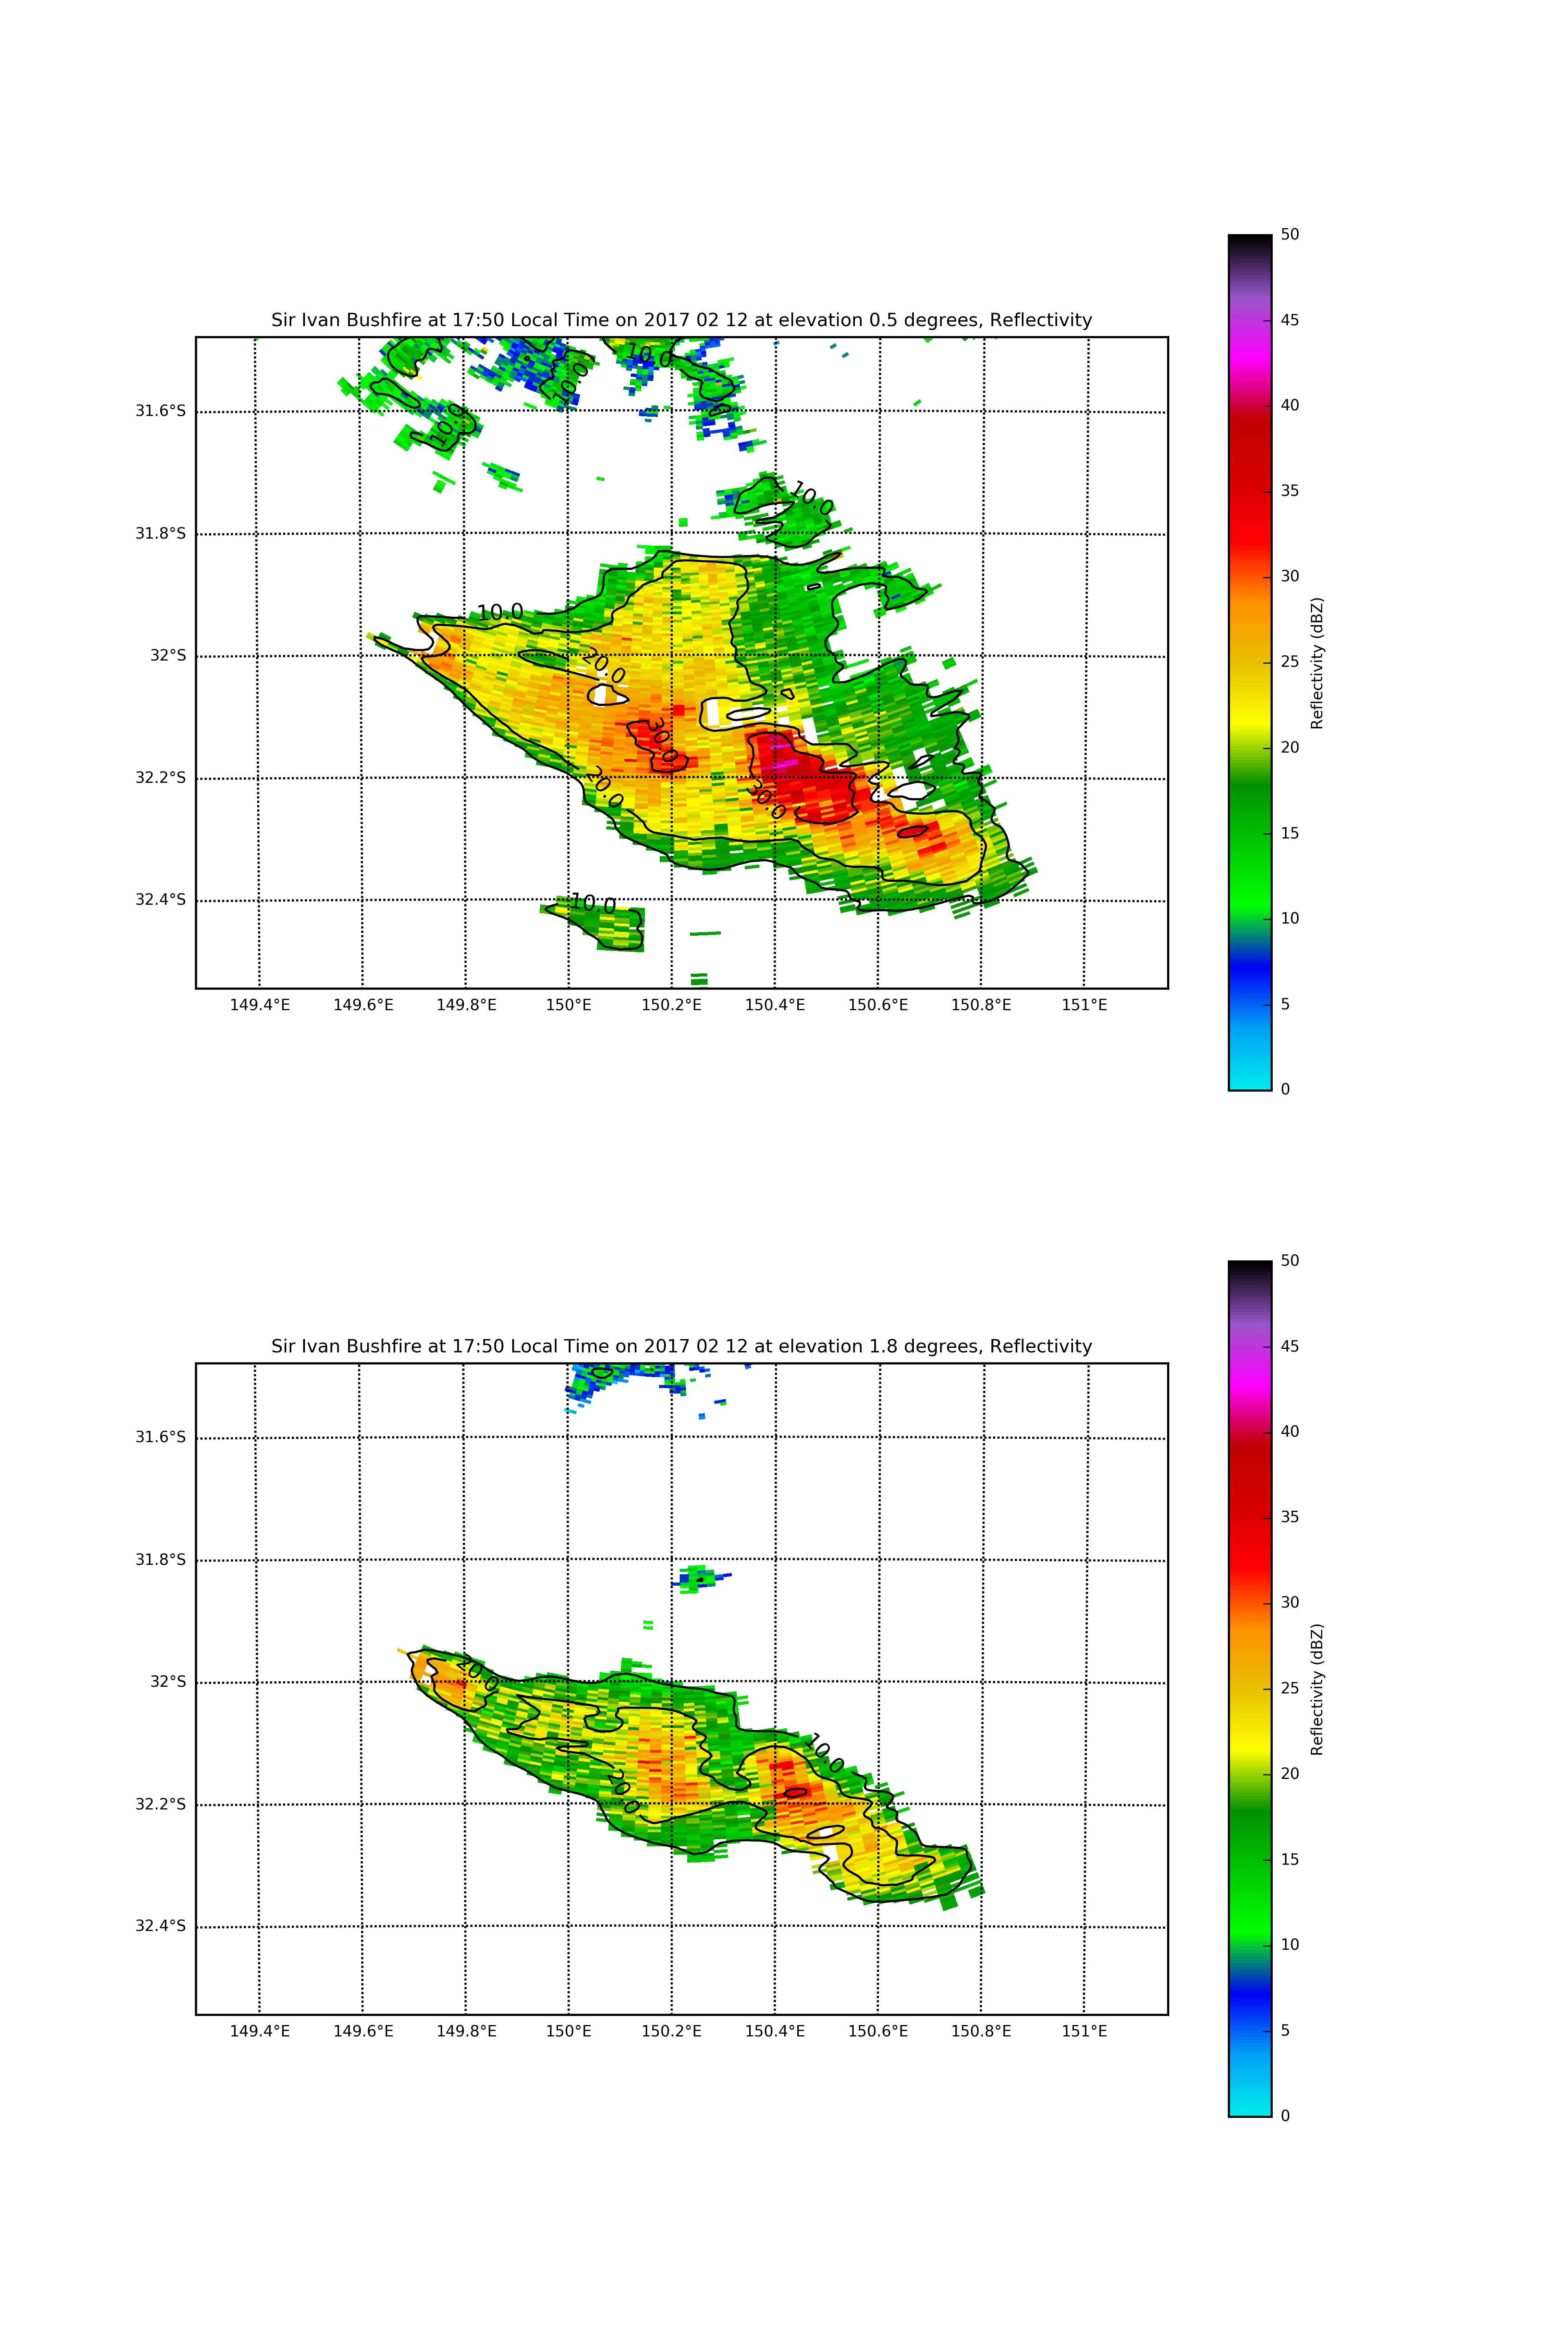 Sir Ivan Bushfire at 17:50 Local Time on 2017 02 12 at elevation 0.5 degrees, Reflectivity
31.6°S
31.8°S
32°S
32.2°S
32.4°S
149.4°E 149.6°E 149.8°E 150°E 150.2°E 150.4°E 150.6°E 150.8°E 151°E
10.0
10.0
10.0
10.0
10.0
20.0
30.0
20.0
30.0
10.0
50
45
40
35
30
25
20
15
10
5
0
Reflectivity (dBZ)
Sir Ivan Bushfire at 17:50 Local Time on 2017 02 12 at elevation 1.8 degrees, Reflectivity
31.6°S
31.8°S
32°S
32.2°S
32.4°S
149.4°E 149.6°E 149.8°E 150°E 150.2°E 150.4°E 150.6°E 150.8°E 151°E
20.0
10.0
20.0
50
45
40
35
30
25
20
15
10
5
0
Reflectivity (dBZ)